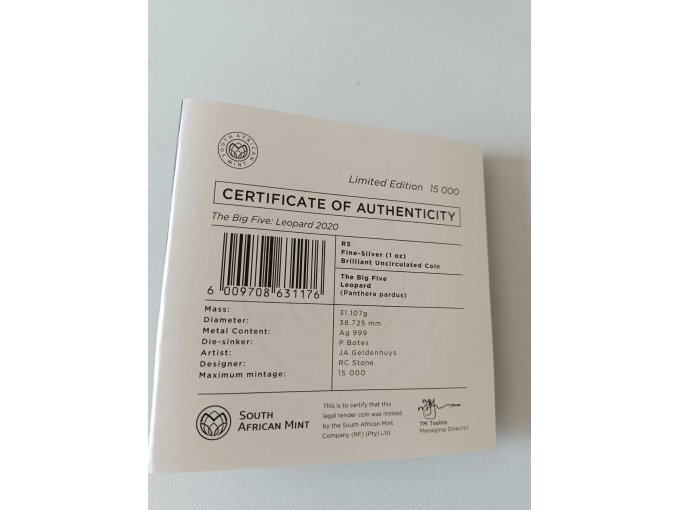 SOUTH AFRICAN MINT
Limited Edition 15 000
CERTIFICATE OF AUTHENTICITY
The Big Five: Leopard 2020
R5
Fine-Silver (1 oz)
Brilliant Uncirculated Coin
The Big Five
Leopard
(Panthera pardus)
6 009708 631176
Mass: 31.107g
Diameter: 38.725 mm
Metal Content: Ag 999
Die-sinker: P Botes
Artist: JA Geldenhuys
Designer: RC Stone
Maximum mintage: 15 000
SOUTH
AFRICAN MINT
This is to certify that this
legal tender coin was minted
by the South African Mint
Company (RF) (Pty) Ltd.
TM Tsehlo
Managing Director